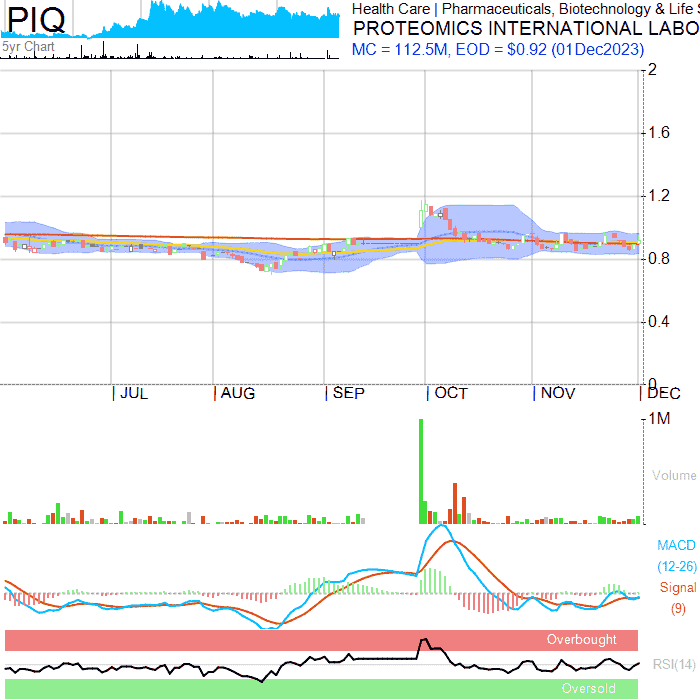 PIQ
5yr Chart
Health Care | Pharmaceuticals, Biotechnology & Life S
PROTEOMICS INTERNATIONAL LABO
MC = 112.5M, EOD = $0.92 (01Dec2023)
2
1.6
1.2
0.8
0.4
0
| JUL | AUG | SEP | OCT | NOV | DEC
1M
Volume
MACD
(12-26)
Signal
(9)
Overbought
RSI(14)
Oversold